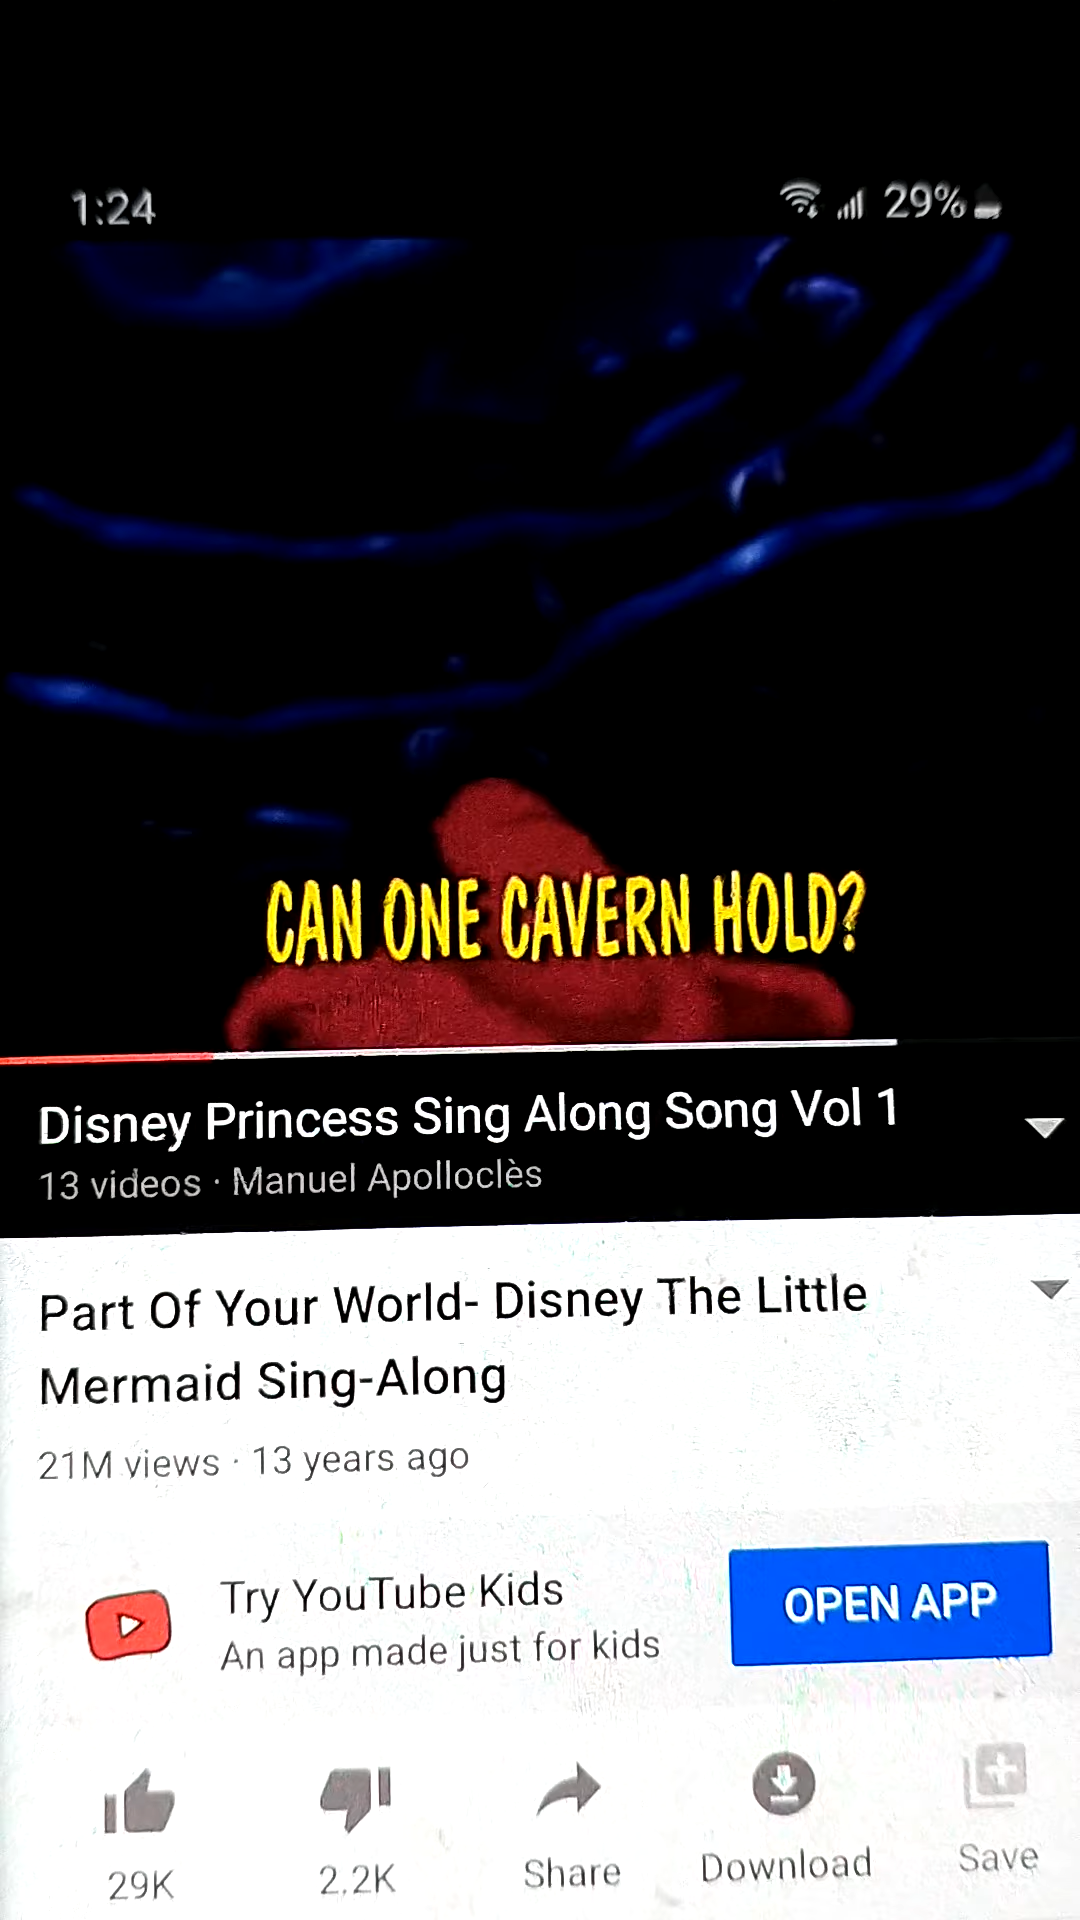 1:24 29%
CAN ONE CAVERN HOLD?
Disney Princess Sing Along Song Vol 1
13 videos · Manuel Apolloclès
Part Of Your World- Disney The Little
Mermaid Sing-Along
21M views · 13 years ago
Try YouTube Kids
An app made just for kids
OPEN APP
29K 2.2K Share Download Save